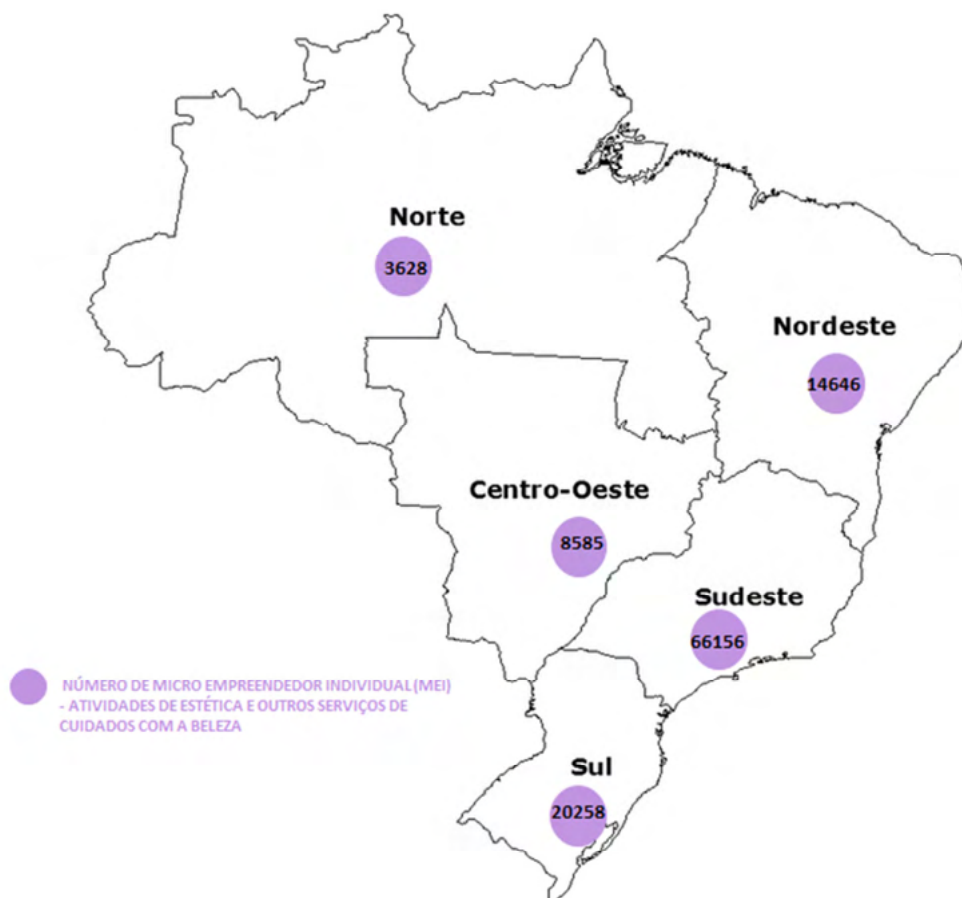 Norte
3628
Nordeste
14646
Centro-Oeste
8585
Sudeste
66156
NÚMERO DE MICRO EMPREENDEDOR INDIVIDUAL (MEI)
- ATIVIDADES DE ESTÉTICA E OUTROS SERVIÇOS DE
CUIDADOS COM A BELEZA
Sul
20258